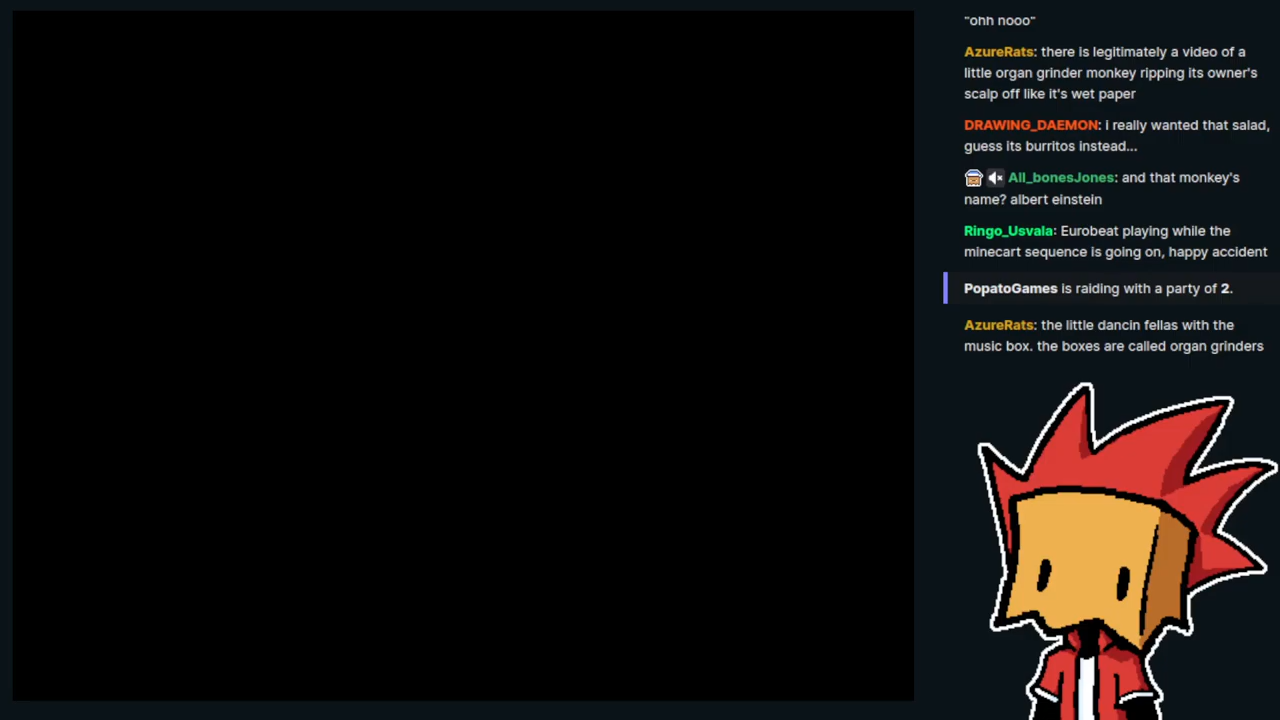 "ohh nooo"
AzureRats: there is legitimately a video of a
little organ grinder monkey ripping its owner's
scalp off like it's wet paper
DRAWING_DAEMON: i really wanted that salad,
guess its burritos instead...
All_bonesJones: and that monkey's
name? albert einstein
Ringo_Usvala: Eurobeat playing while the
minecart sequence is going on, happy accident
PopatoGames is raiding with a party of 2.
AzureRats: the little dancin fellas with the
music box. the boxes are called organ grinders